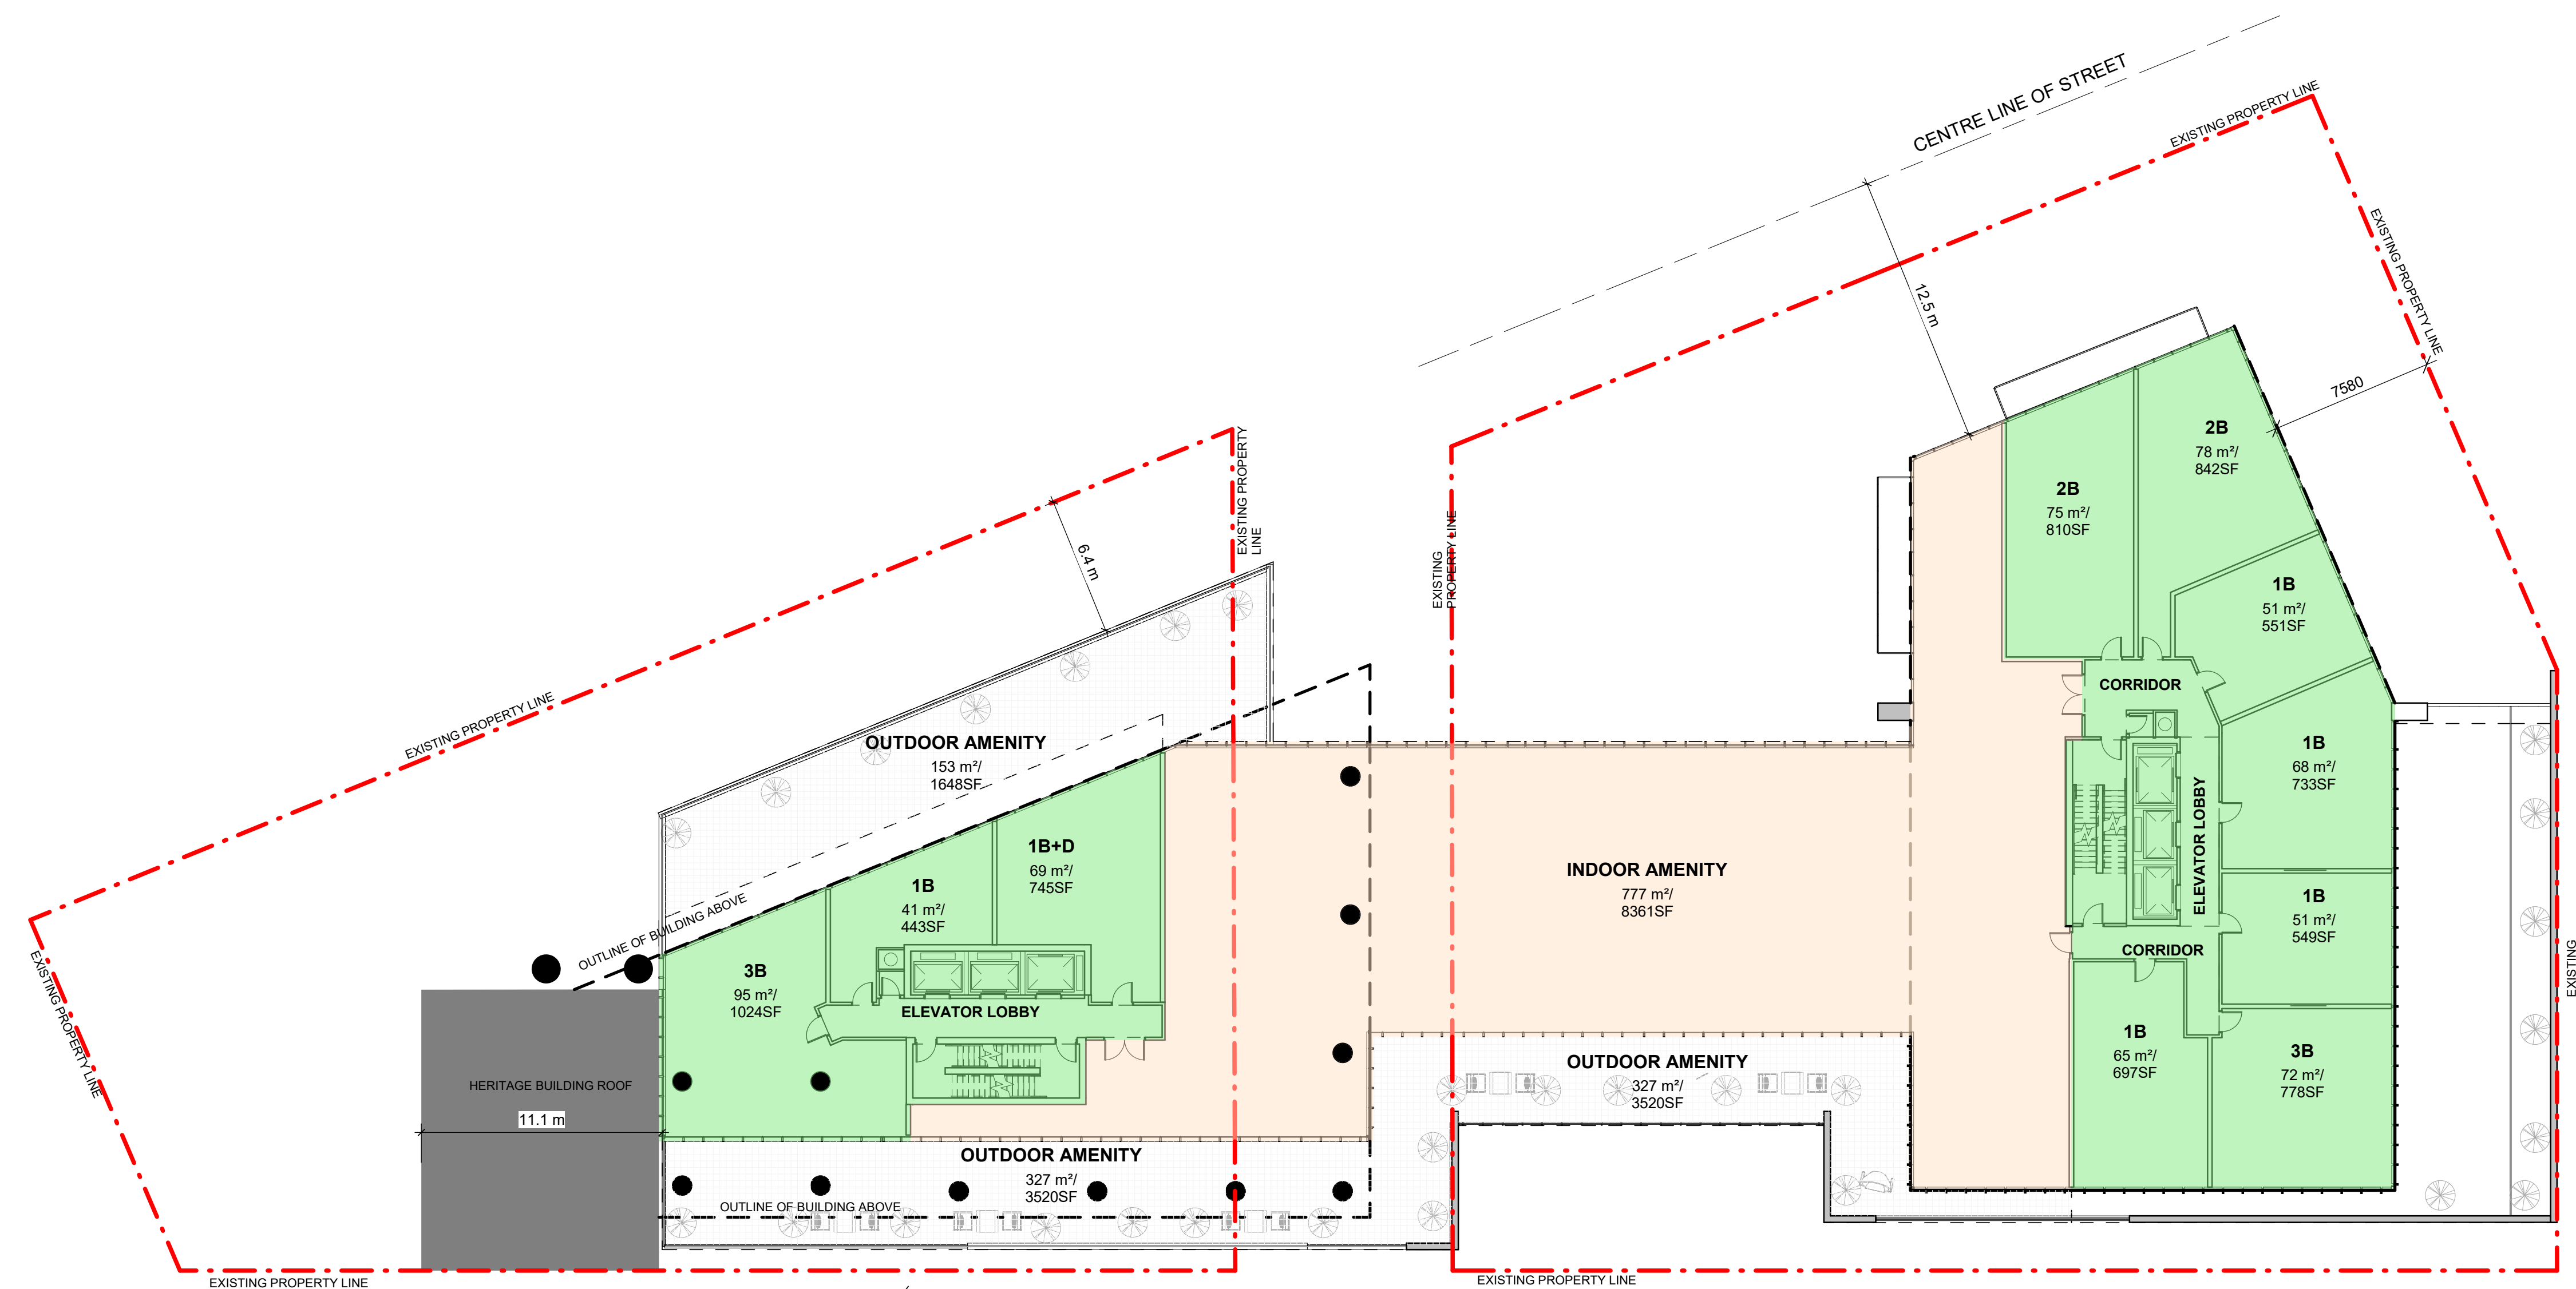 CENTRE LINE OF STREET
EXISTING PROPERTY LINE
EXISTING PROPERTY LINE
12.5 m
7580
2B
78 m²/
842SF
2B
75 m²/
810SF
1B
51 m²/
551SF
EXISTING PROPERTY
LINE
EXISTING
PROPERTY LINE
6.4 m
EXISTING PROPERTY LINE
OUTDOOR AMENITY
153 m²/
1648SF
CORRIDOR
1B
68 m²/
733SF
ELEVATOR LOBBY
1B+D
69 m²/
745SF
1B
41 m²/
443SF
INDOOR AMENITY
777 m²/
8361SF
1B
51 m²/
549SF
OUTLINE OF BUILDING ABOVE
3B
95 m²/
1024SF
ELEVATOR LOBBY
CORRIDOR
EXISTING
EXISTING PROPERTY LINE
HERITAGE BUILDING ROOF
11.1 m
OUTDOOR AMENITY
327 m²/
3520SF
1B
65 m²/
697SF
3B
72 m²/
778SF
OUTDOOR AMENITY
327 m²/
3520SF
OUTLINE OF BUILDING ABOVE
EXISTING PROPERTY LINE
EXISTING PROPERTY LINE